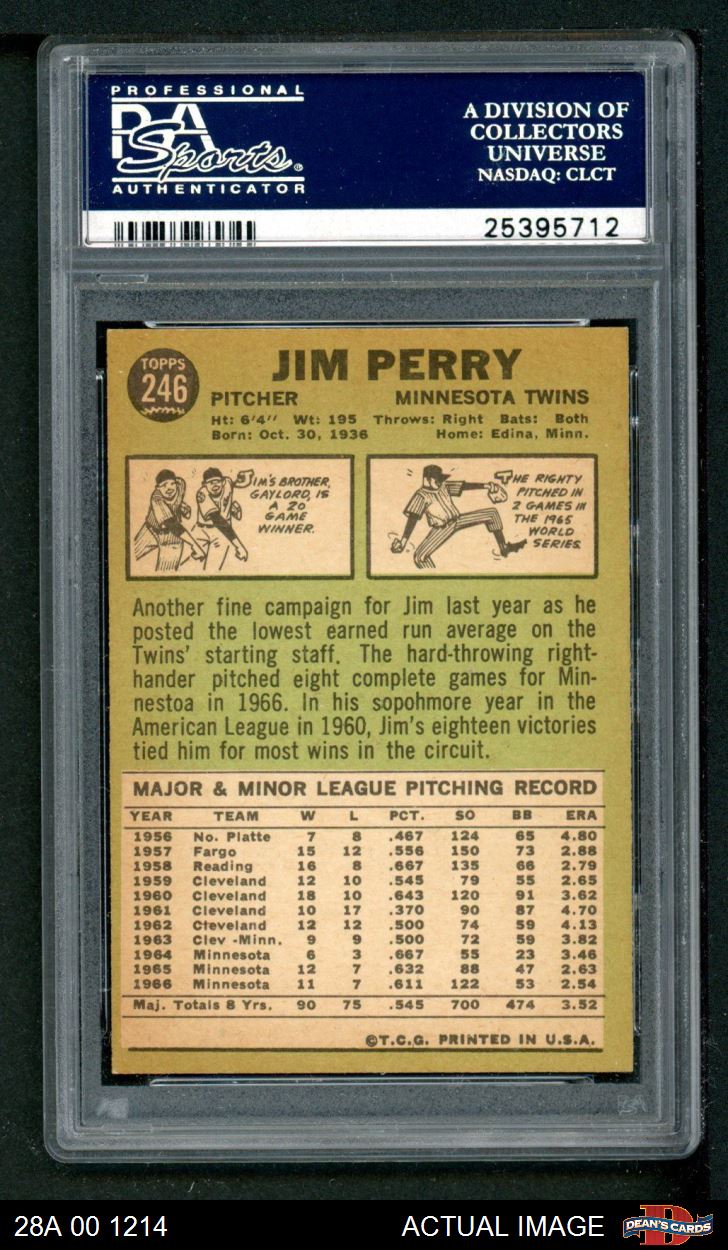 PROFESSIONAL
PSA
Sports®
AUTHENTICATOR
A DIVISION OF
COLLECTORS
UNIVERSE
NASDAQ: CLCT
25395712
TOPPS
246
JIM PERRY
PITCHER MINNESOTA TWINS
Ht: 6'4" Wt: 195 Throws: Right Bats: Both
Born: Oct. 30, 1936 Home: Edina, Minn.
JIM'S BROTHER,
GAYLORD, IS
A 20
GAME
WINNER.
THE RIGHTY
PITCHED IN
2 GAMES IN
THE 1965
WORLD
SERIES.
Another fine campaign for Jim last year as he
posted the lowest earned run average on the
Twins' starting staff. The hard-throwing right-
hander pitched eight complete games for Min-
nestoa in 1966. In his sopohmore year in the
American League in 1960, Jim's eighteen victories
tied him for most wins in the circuit.
MAJOR & MINOR LEAGUE PITCHING RECORD
YEAR TEAM W L PCT. SO BB ERA
1956 No. Platte 7 8 .467 124 65 4.80
1957 Fargo 15 12 .556 150 73 2.88
1958 Reading 16 8 .667 135 66 2.79
1959 Cleveland 12 10 .545 79 55 2.65
1960 Cleveland 18 10 .643 120 91 3.62
1961 Cleveland 10 17 .370 90 87 4.70
1962 Cleveland 12 12 .500 74 59 4.13
1963 Clev-Minn. 9 9 .500 72 59 3.82
1964 Minnesota 6 3 .667 55 23 3.46
1965 Minnesota 12 7 .632 88 47 2.63
1966 Minnesota 11 7 .611 122 53 2.54
Maj. Totals 8 Yrs. 90 75 .545 700 474 3.52
©T.C.G. PRINTED IN U.S.A.
PSA
28A 00 1214 ACTUAL IMAGE DEAN'S CARDS